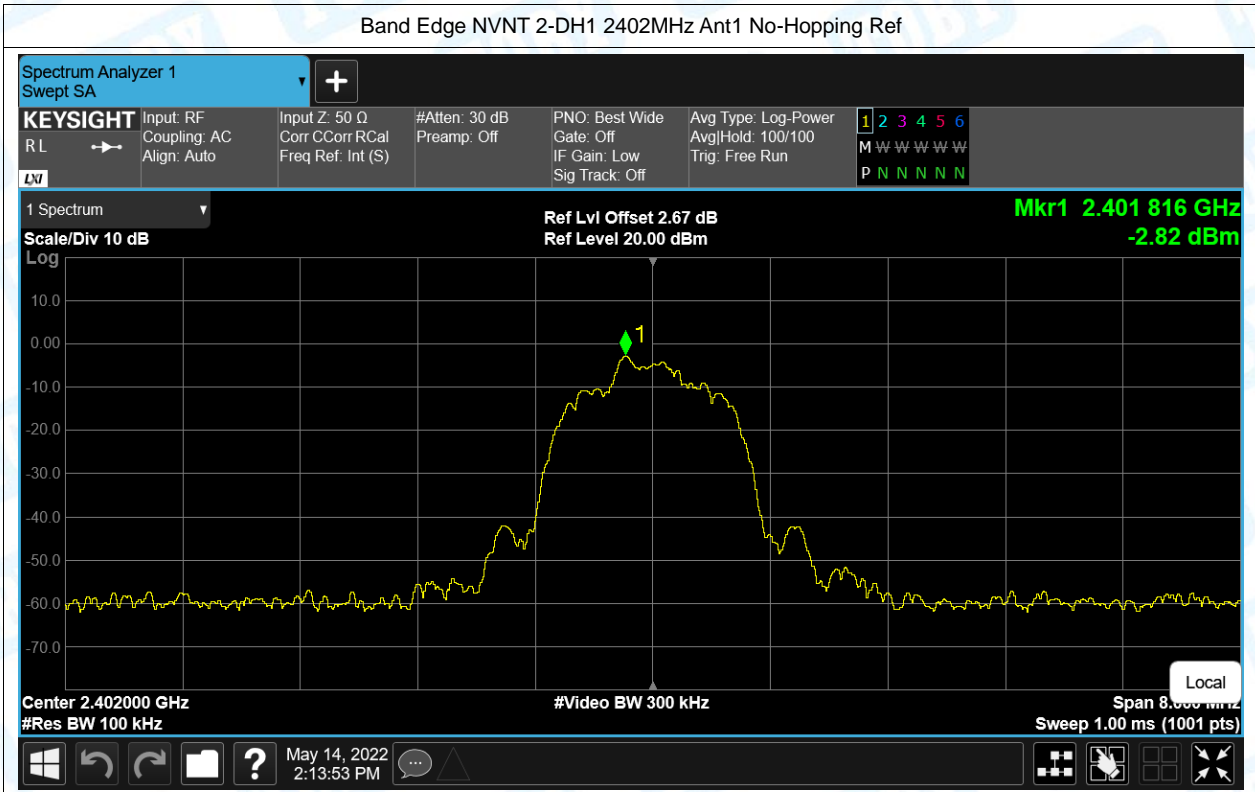 Band Edge NVNT 2-DH1 2402MHz Ant1 No-Hopping Ref
Spectrum Analyzer 1
Swept SA
KEYSIGHT
R L
LXI
Input: RF
Coupling: AC
Align: Auto
Input Z: 50 Ω
Corr CCorr RCal
Freq Ref: Int (S)
#Atten: 30 dB
Preamp: Off
PNO: Best Wide
Gate: Off
IF Gain: Low
Sig Track: Off
Avg Type: Log-Power
Avg|Hold: 100/100
Trig: Free Run
1 2 3 4 5 6
M W W W W W
P N N N N N
1 Spectrum
Scale/Div 10 dB
Log
Ref Lvl Offset 2.67 dB
Ref Level 20.00 dBm
Mkr1 2.401 816 GHz
-2.82 dBm
10.0
0.00
-10.0
-20.0
-30.0
-40.0
-50.0
-60.0
-70.0
1
Center 2.402000 GHz
#Res BW 100 kHz
#Video BW 300 kHz
Local
Span 8.000 MHz
Sweep 1.00 ms (1001 pts)
?
May 14, 2022
2:13:53 PM